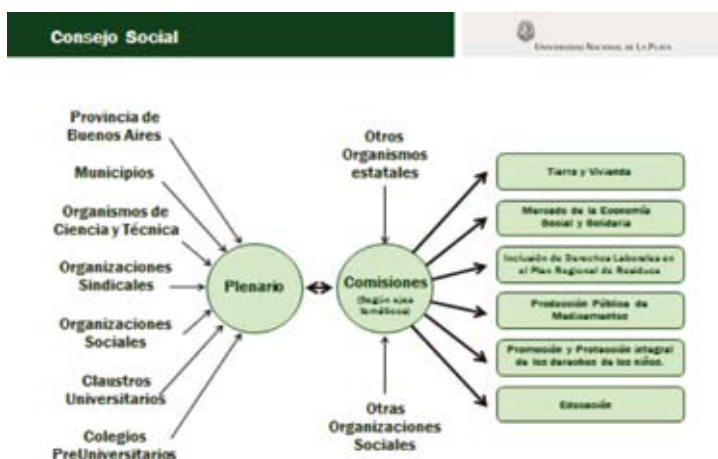 Consejo Social
Universidad Nacional de La Plata
Provincia de
Buenos Aires
Municipios
Organismos de
Ciencia y Técnica
Organizaciones
Sindicales
Organizaciones
Sociales
Claustros
Universitarios
Colegios
PreUniversitarios
Plenario
Otros
Organismos
estatales
Comisiones
(Según ejes
temáticos)
Otras
Organizaciones
Sociales
Tierra y Vivienda
Mercado de la Economía
Social y Solidaria
Inclusión de Derechos Laborales en
el Plan Regional de Residuos
Producción Pública de
Medicamentos
Promoción y Protección integral
de los derechos de los niños.
Educación